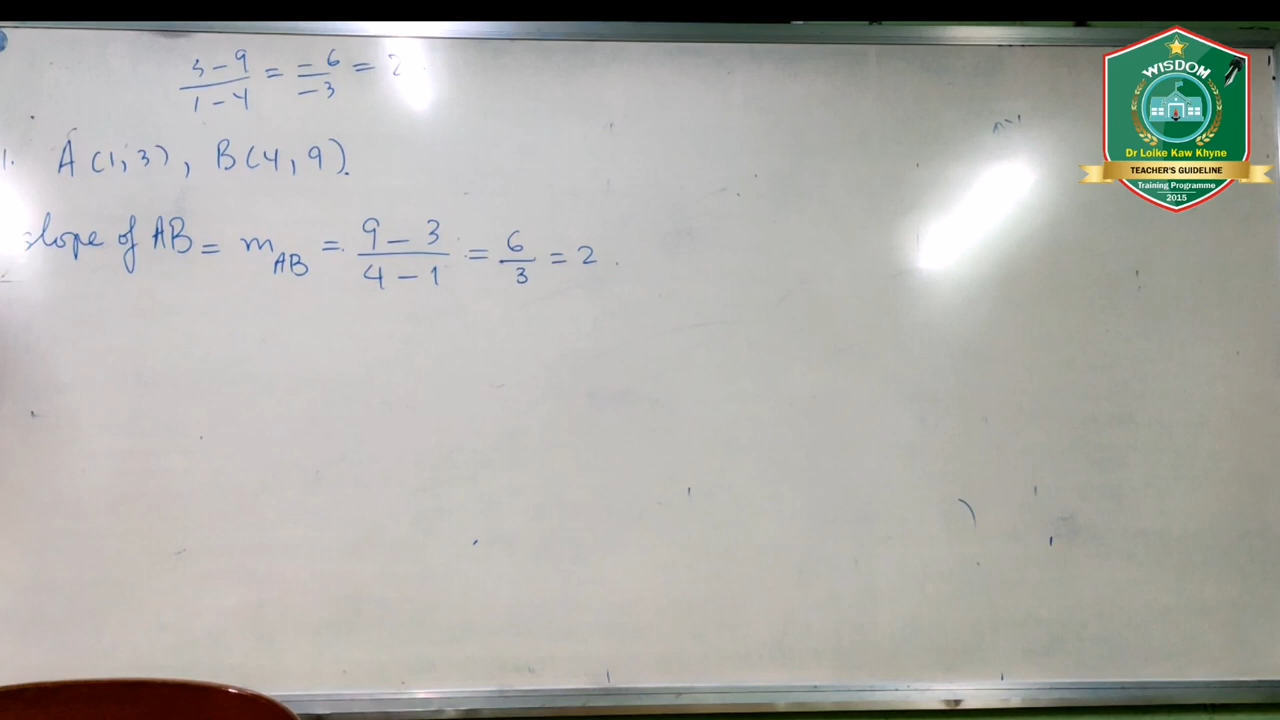 3-9/1-4 = -6/-3 = 2
1. A(1,3), B(4,9).
slope of AB = m_AB = 9-3/4-1 = 6/3 = 2.
WISDOM
Dr Loike Kaw Khyne
TEACHER'S GUIDELINE
Training Programme
2015